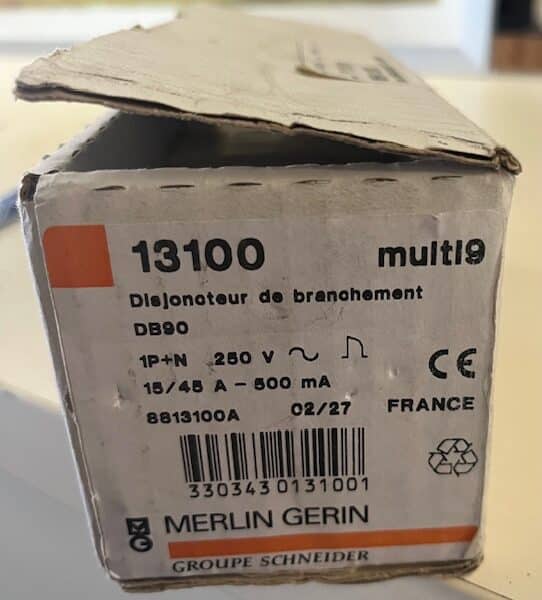 13100 multi9
Disjoncteur de branchement
DB90
1P+N 250 V
15/45 A - 500 mA
8813100A 02/27 FRANCE
CE
3303430131001
MG MERLIN GERIN
GROUPE SCHNEIDER